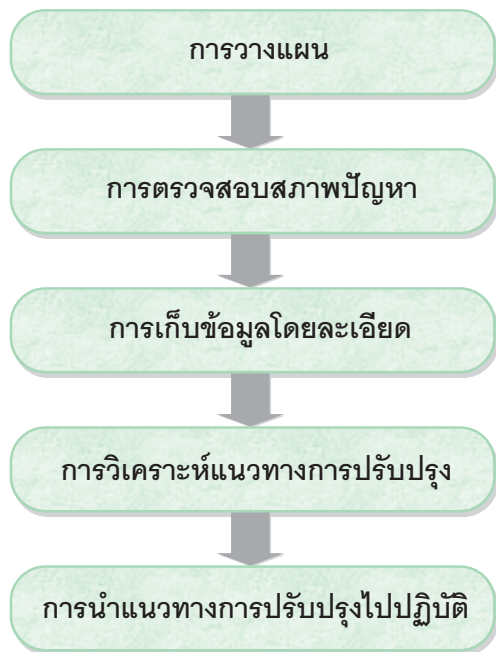 การวางแผน
การตรวจสอบสภาพปัญหา
การเก็บข้อมูลโดยละเอียด
การวิเคราะห์แนวทางการปรับปรุง
การนำแนวทางการปรับปรุงไปปฏิบัติ